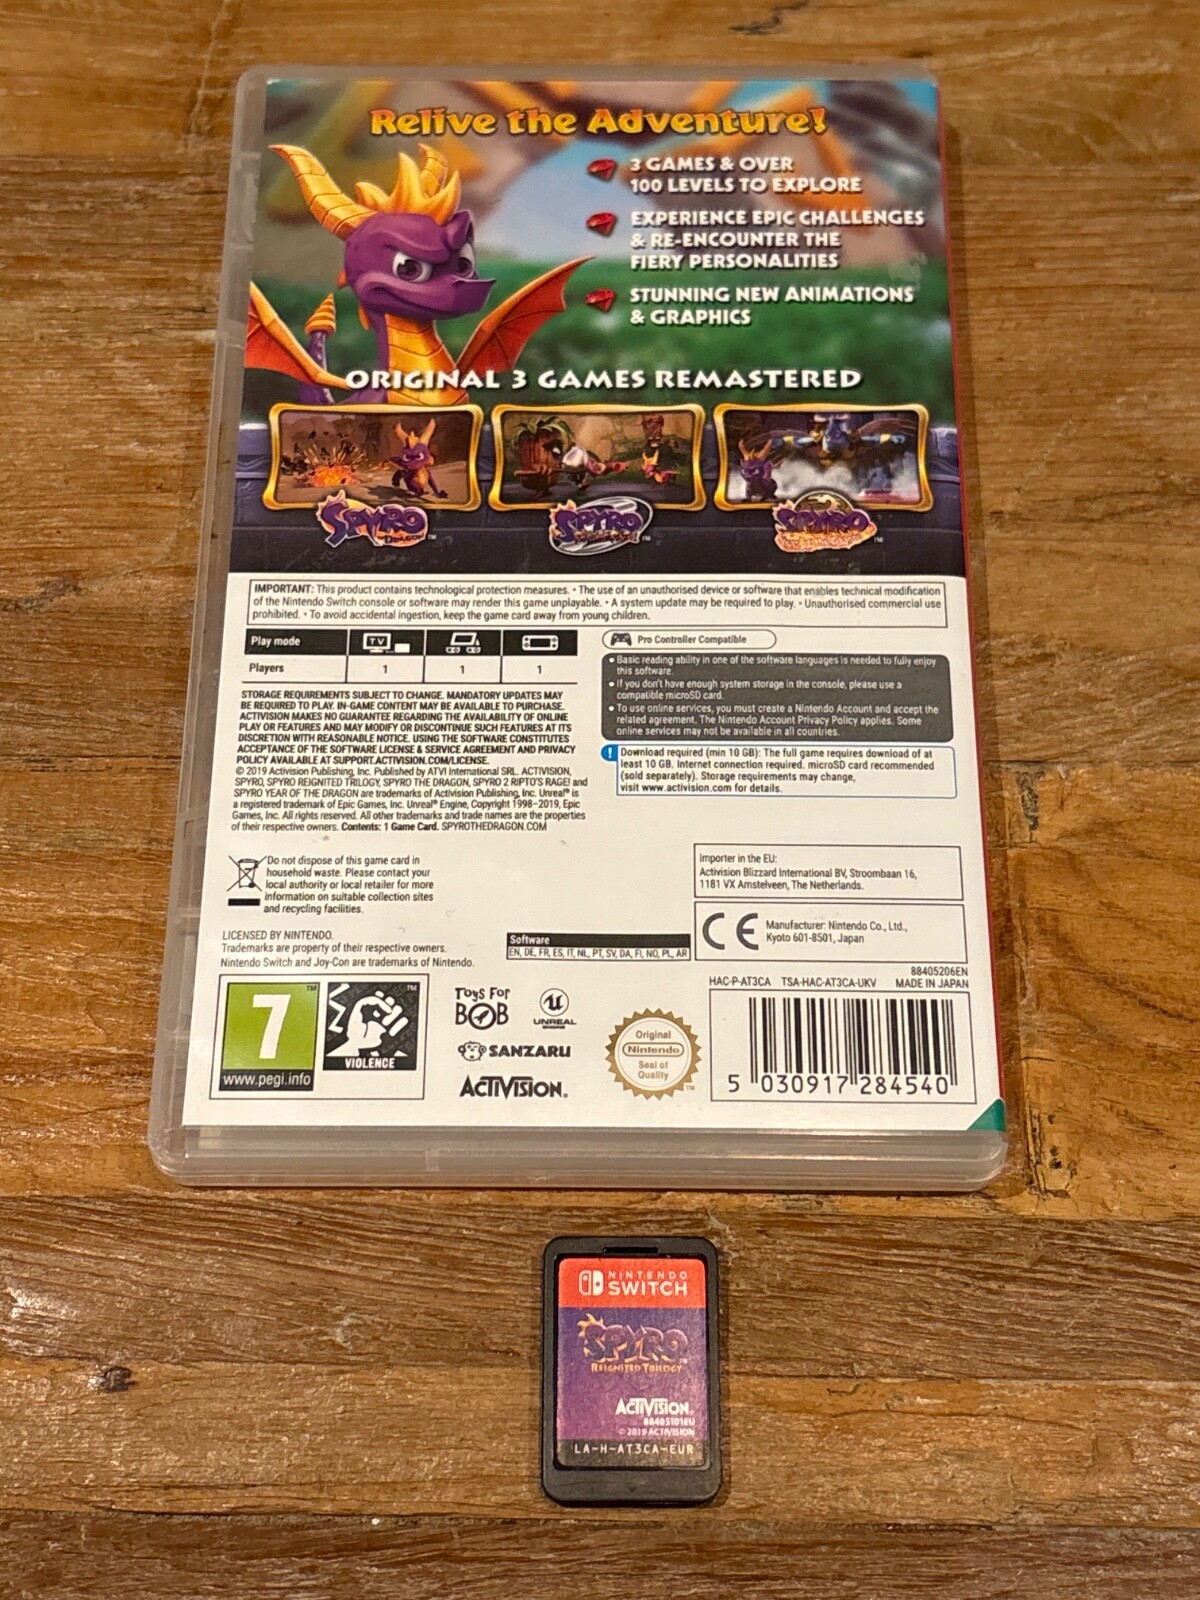 Relive the Adventure!
3 GAMES & OVER
100 LEVELS TO EXPLORE
EXPERIENCE EPIC CHALLENGES
& RE-ENCOUNTER THE
FIERY PERSONALITIES
STUNNING NEW ANIMATIONS
& GRAPHICS
ORIGINAL 3 GAMES REMASTERED
SPYRO
SPYRO
SPYRO
IMPORTANT: This product contains technological protection measures. • The use of an unauthorised device or software that enables technical modification
of the Nintendo Switch console or software may render this game unplayable. • A system update may be required to play. • Unauthorised commercial use
prohibited. • To avoid accidental ingestion, keep the game card away from young children.
Play mode
TV
Players 1 1 1
Pro Controller Compatible
• Basic reading ability in one of the software languages is needed to fully enjoy
this software.
• If you don't have enough system storage in the console, please use a
compatible microSD card.
• To use online services, you must create a Nintendo Account and accept the
related agreement. The Nintendo Account Privacy Policy applies. Some
online services may not be available in all countries.
! Download required (min 10 GB): The full game requires download of at
least 10 GB. Internet connection required. microSD card recommended
(sold separately). Storage requirements may change,
visit www.activision.com for details.
STORAGE REQUIREMENTS SUBJECT TO CHANGE. MANDATORY UPDATES MAY
BE REQUIRED TO PLAY. IN-GAME CONTENT MAY BE AVAILABLE TO PURCHASE.
ACTIVISION MAKES NO GUARANTEE REGARDING THE AVAILABILITY OF ONLINE
PLAY OR FEATURES AND MAY MODIFY OR DISCONTINUE SUCH FEATURES AT ITS
DISCRETION WITH REASONABLE NOTICE. USING THE SOFTWARE CONSTITUTES
ACCEPTANCE OF THE SOFTWARE LICENSE & SERVICE AGREEMENT AND PRIVACY
POLICY AVAILABLE AT SUPPORT.ACTIVISION.COM/LICENSE.
© 2019 Activision Publishing, Inc. Published by ATVI International SRL. ACTIVISION,
SPYRO, SPYRO REIGNITED TRILOGY, SPYRO THE DRAGON, SPYRO 2 RIPTO'S RAGE! and
SPYRO YEAR OF THE DRAGON are trademarks of Activision Publishing, Inc. Unreal® is
a registered trademark of Epic Games, Inc. Unreal® Engine, Copyright 1998–2019, Epic
Games, Inc. All rights reserved. All other trademarks and trade names are the properties
of their respective owners. Contents: 1 Game Card. SPYROTHEDRAGON.COM
Do not dispose of this game card in
household waste. Please contact your
local authority or local retailer for more
information on suitable collection sites
and recycling facilities.
Importer in the EU:
Activision Blizzard International BV, Stroombaan 16,
1181 VX Amstelveen, The Netherlands.
CE
Manufacturer: Nintendo Co., Ltd.,
Kyoto 601-8501, Japan
LICENSED BY NINTENDO.
Trademarks are property of their respective owners.
Nintendo Switch and Joy-Con are trademarks of Nintendo.
Software
EN, DE, FR, ES, IT, NL, PT, SV, DA, FI, NO, PL, AR
88405206EN
HAC-P-AT3CA TSA-HAC-AT3CA-UKV MADE IN JAPAN
7
www.pegi.info
VIOLENCE
TOYS FOR
BOB
UNREAL
ENGINE
SANZARU
ACTIVISION.
Original
Nintendo
Seal of
Quality
5 030917 284540
NINTENDO
SWITCH
SPYRO
REIGNITED TRILOGY
ACTIVISION.
88405101EU
© 2019 ACTIVISION
LA-H-AT3CA-EUR